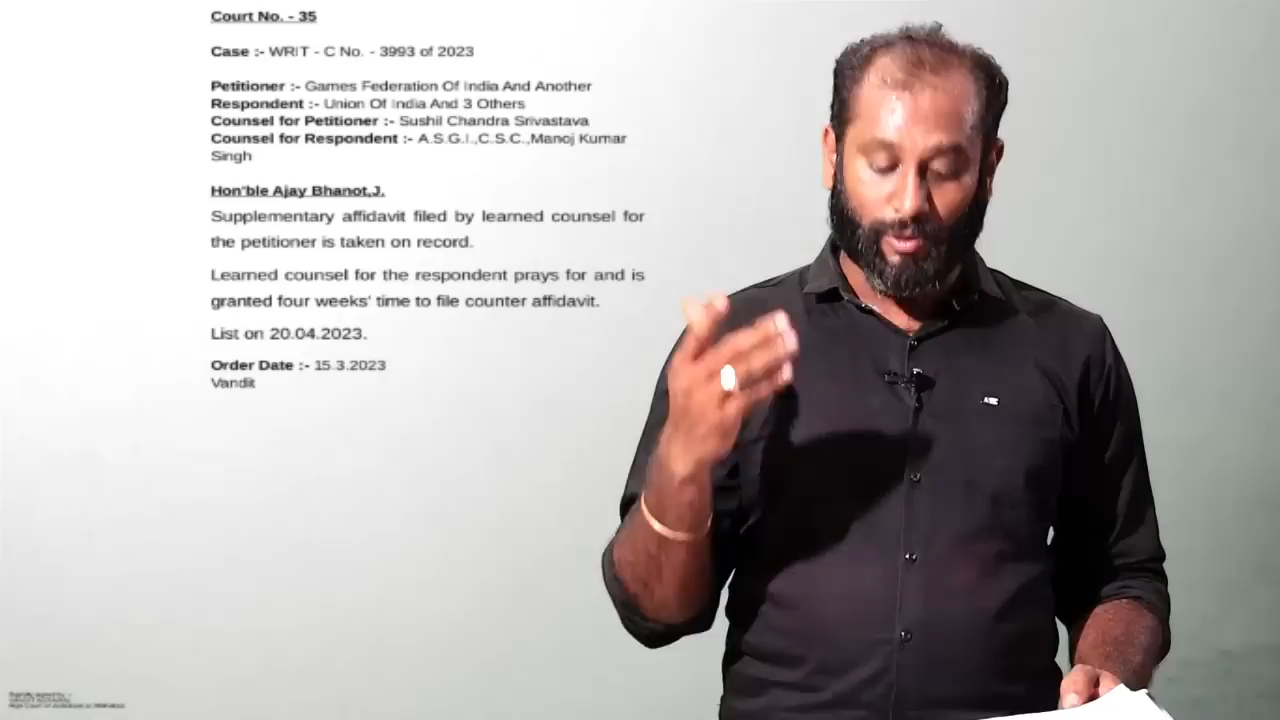 Court No. - 35
Case :- WRIT - C No. - 3993 of 2023
Petitioner :- Games Federation Of India And Another
Respondent :- Union Of India And 3 Others
Counsel for Petitioner :- Sushil Chandra Srivastava
Counsel for Respondent :- A.S.G.I.,C.S.C.,Manoj Kumar
Singh
Hon'ble Ajay Bhanot,J.
Supplementary affidavit filed by learned counsel for
the petitioner is taken on record.
Learned counsel for the respondent prays for and is
granted four weeks' time to file counter affidavit.
List on 20.04.2023.
Order Date :- 15.3.2023
Vandit